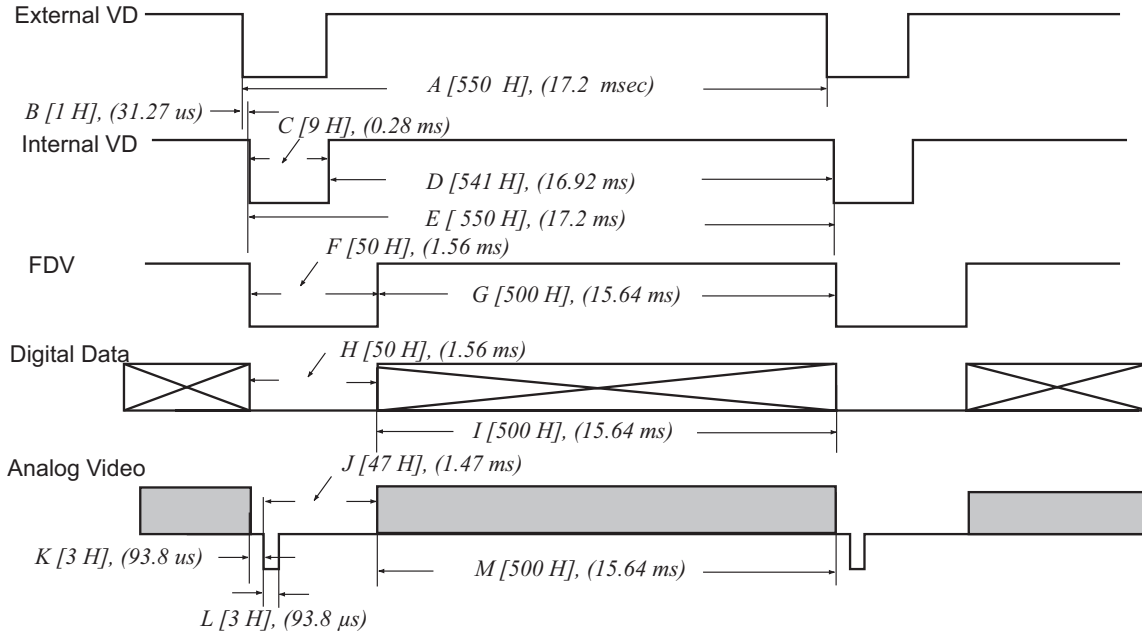 External VD
A [550 H], (17.2 msec)
B [1 H], (31.27 us)
C [9 H], (0.28 ms)
Internal VD
D [541 H], (16.92 ms)
E [ 550 H], (17.2 ms)
F [50 H], (1.56 ms)
FDV
G [500 H], (15.64 ms)
Digital Data
H [50 H], (1.56 ms)
I [500 H], (15.64 ms)
Analog Video
J [47 H], (1.47 ms)
K [3 H], (93.8 us)
M [500 H], (15.64 ms)
L [3 H], (93.8 µs)